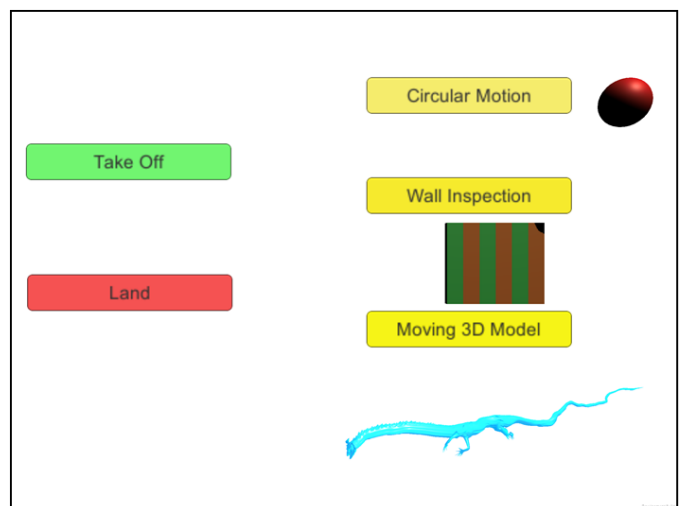 Circular Motion
Take Off
Wall Inspection
Land
Moving 3D Model